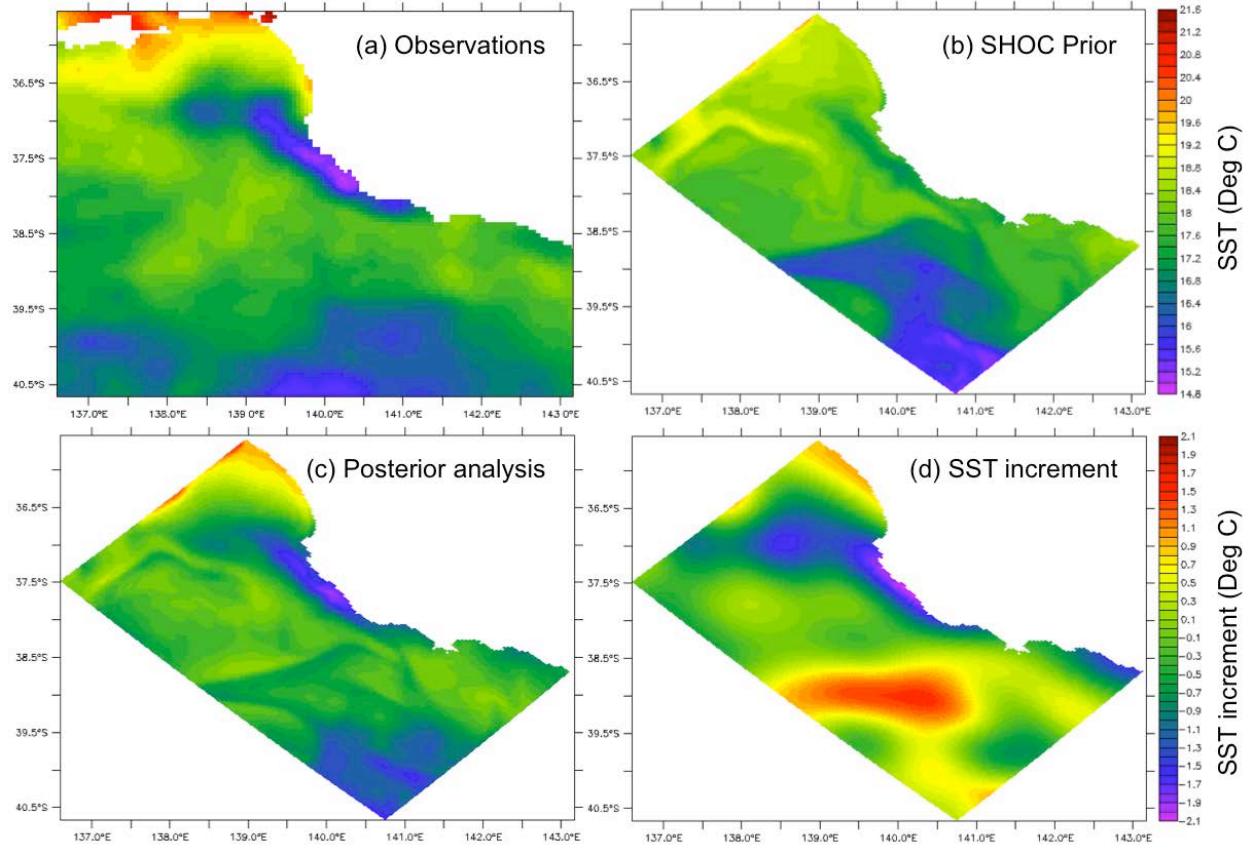 (a) Observations
36.5°S
37.5°S
38.5°S
39.5°S
40.5°S
137.0°E 138.0°E 139.0°E 140.0°E 141.0°E 142.0°E 143.0°E
(b) SHOC Prior
36.5°S
37.5°S
38.5°S
39.5°S
40.5°S
137.0°E 138.0°E 139.0°E 140.0°E 141.0°E 142.0°E 143.0°E
21.6
21.2
20.8
20.4
20
19.6
19.2
18.8
18.4
18
17.6
17.2
16.8
16.4
16
15.6
15.2
14.8
SST (Deg C)
(c) Posterior analysis
36.5°S
37.5°S
38.5°S
39.5°S
40.5°S
137.0°E 138.0°E 139.0°E 140.0°E 141.0°E 142.0°E 143.0°E
(d) SST increment
36.5°S
37.5°S
38.5°S
39.5°S
40.5°S
137.0°E 138.0°E 139.0°E 140.0°E 141.0°E 142.0°E 143.0°E
2.1
1.9
1.7
1.5
1.3
1.1
0.9
0.7
0.5
0.3
0.1
-0.1
-0.3
-0.5
-0.7
-0.9
-1.1
-1.3
-1.5
-1.7
-1.9
-2.1
SST increment (Deg C)